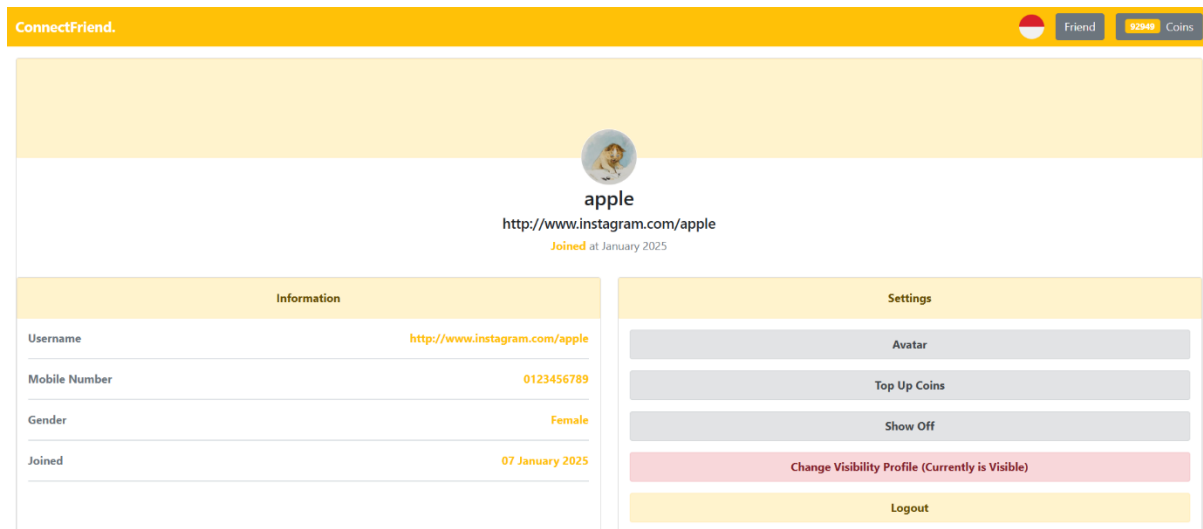 ConnectFriend.
Friend
92949 Coins
apple
http://www.instagram.com/apple
Joined at January 2025
Information
Username http://www.instagram.com/apple
Mobile Number 0123456789
Gender Female
Joined 07 January 2025
Settings
Avatar
Top Up Coins
Show Off
Change Visibility Profile (Currently is Visible)
Logout